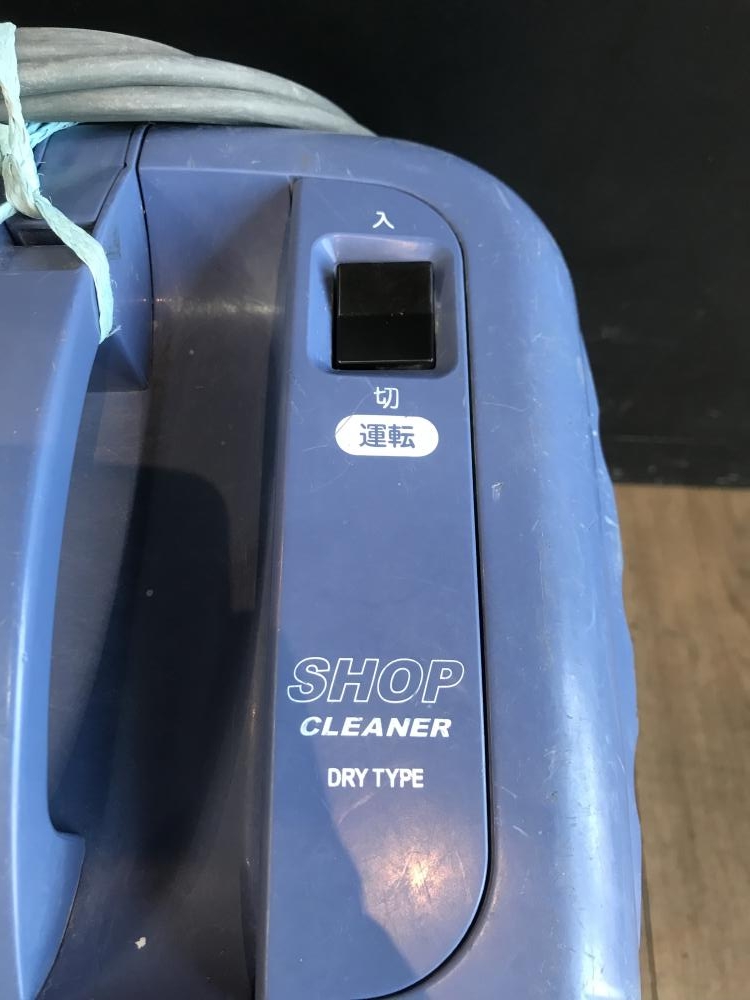 入
切
運転
SHOP
CLEANER
DRY TYPE